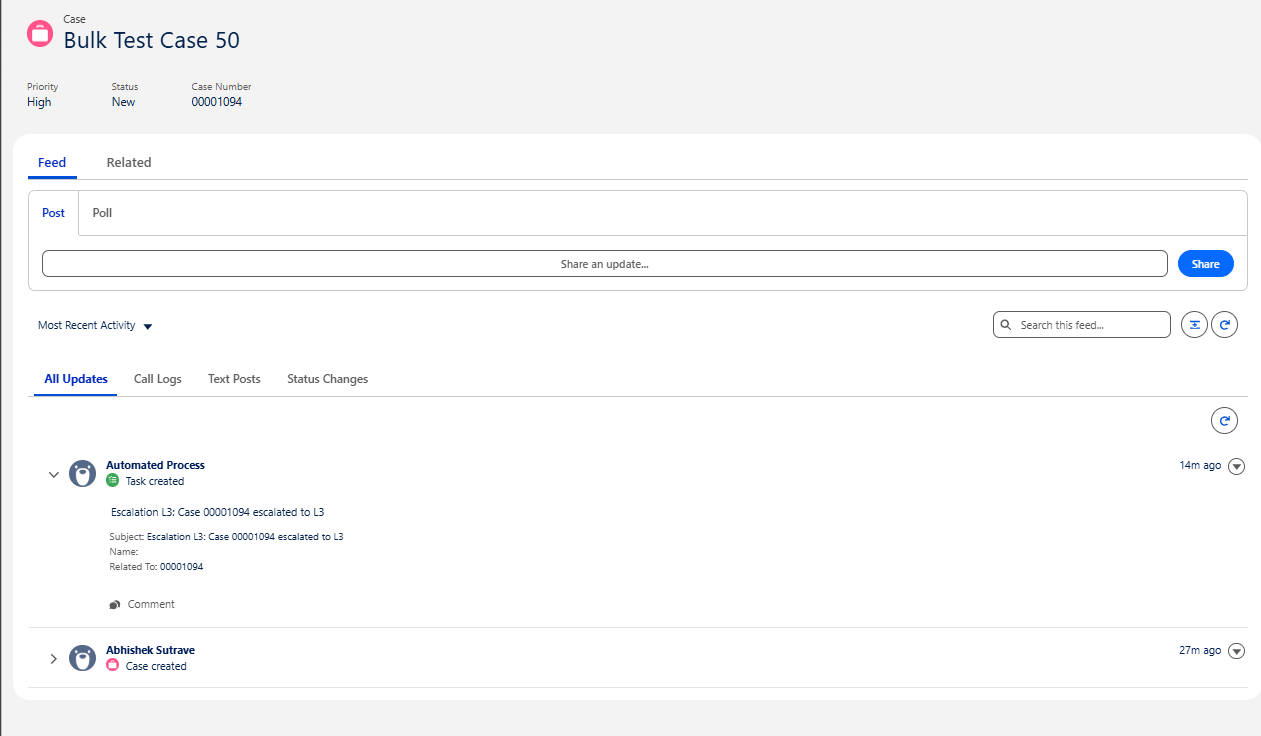 Case
Bulk Test Case 50
Priority
Status
Case Number
High
New
00001094
Feed
Related
Post
Poll
Share an update...
Share
Most Recent Activity
Search this feed...
All Updates
Call Logs
Text Posts
Status Changes
Automated Process
14m ago
Task created
Escalation L3: Case 00001094 escalated to L3
Subject: Escalation L3: Case 00001094 escalated to L3
Name:
Related To: 00001094
Comment
Abhishek Sutrave
27m ago
Case created